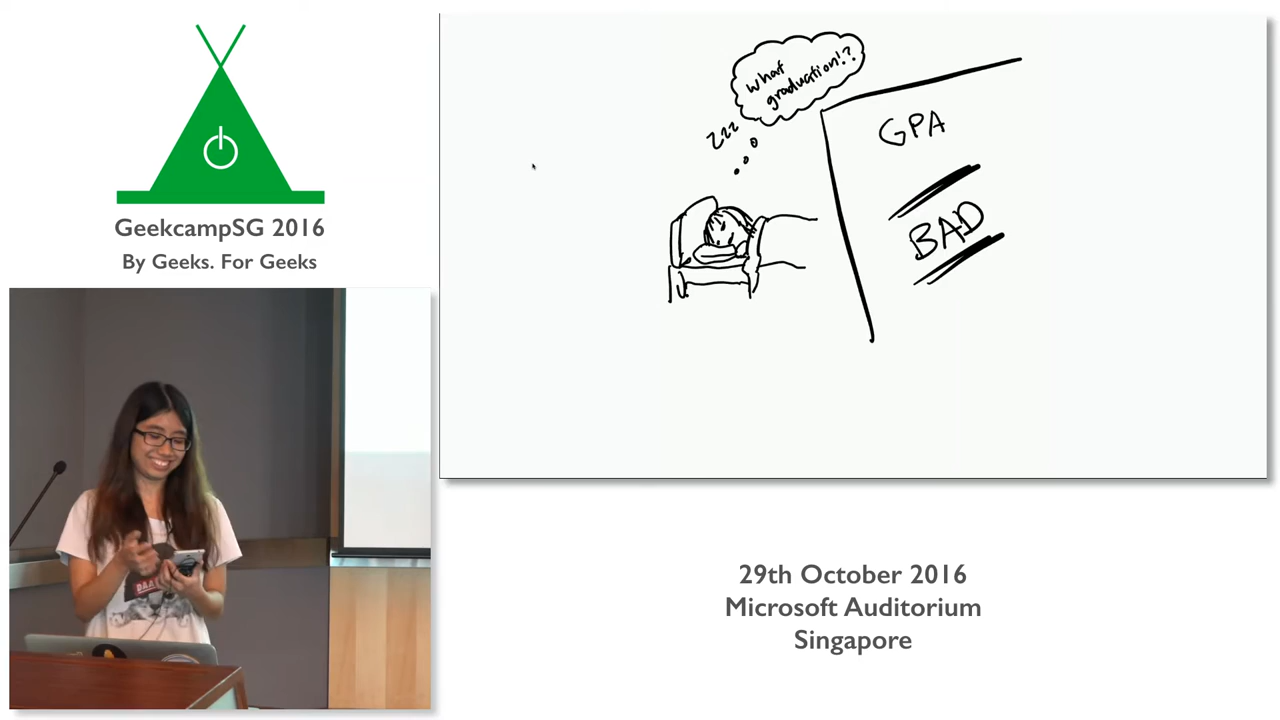 GeekcampSG 2016
By Geeks. For Geeks
what
graduation!?
zzz
GPA
BAD
29th October 2016
Microsoft Auditorium
Singapore